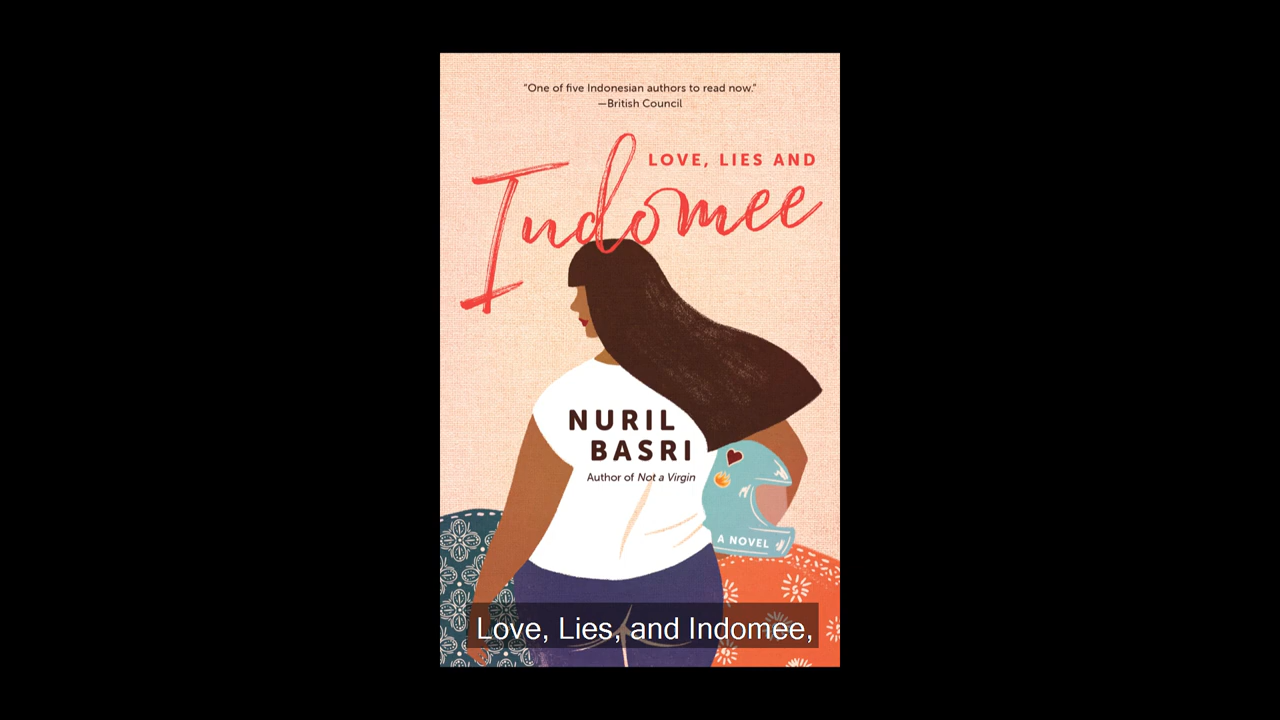 "One of five Indonesian authors to read now."
—British Council
LOVE, LIES AND
Indomee
NURIL
BASRI
Author of Not a Virgin
A NOVEL
Love, Lies, and Indomee,